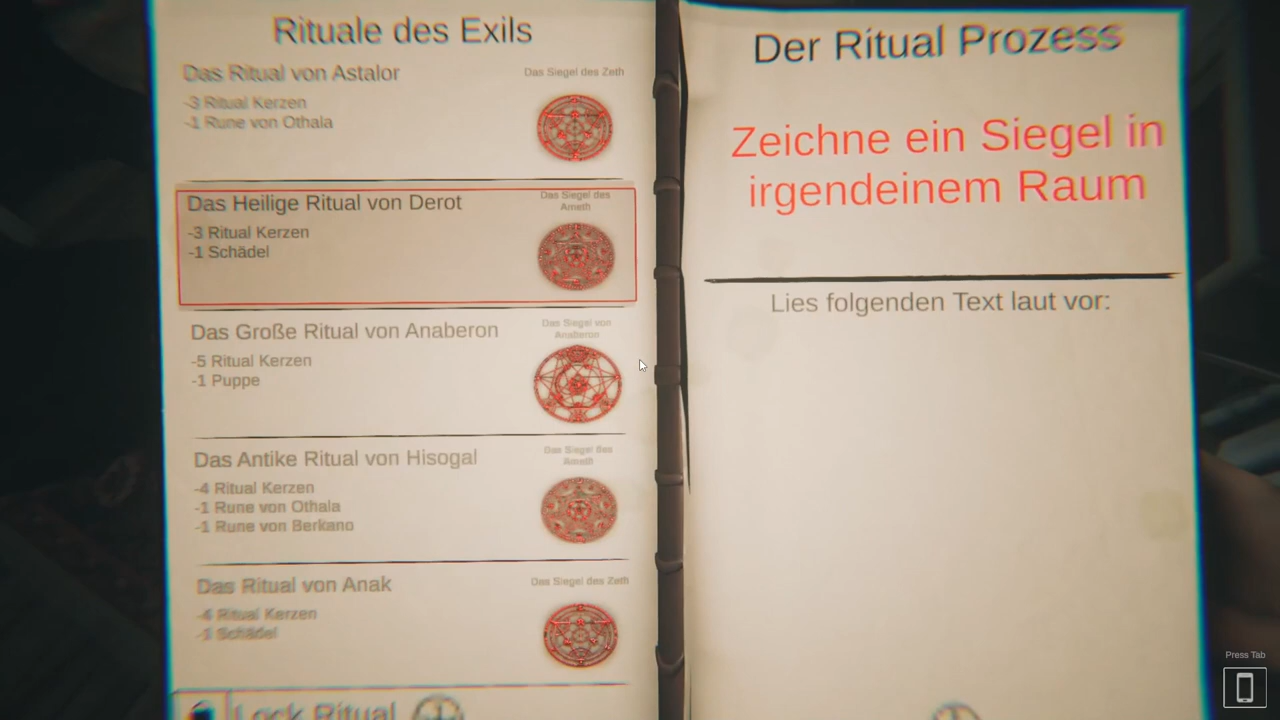 Rituale des Exils
Das Ritual von Astalor
Das Siegel des Zeth
-3 Ritual Kerzen
-1 Rune von Othala
Das Heilige Ritual von Derot
Das Siegel des
Ameth
-3 Ritual Kerzen
-1 Schädel
Das Große Ritual von Anaberon
Das Siegel von
Anaberon
-5 Ritual Kerzen
-1 Puppe
Das Antike Ritual von Hisogal
Das Siegel des
Ameth
-4 Ritual Kerzen
-1 Rune von Othala
-1 Rune von Berkano
Das Ritual von Anak
Das Siegel des Zeth
-4 Ritual Kerzen
-1 Schädel
Lock Ritual
Der Ritual Prozess
Zeichne ein Siegel in
irgendeinem Raum
Lies folgenden Text laut vor:
Press Tab